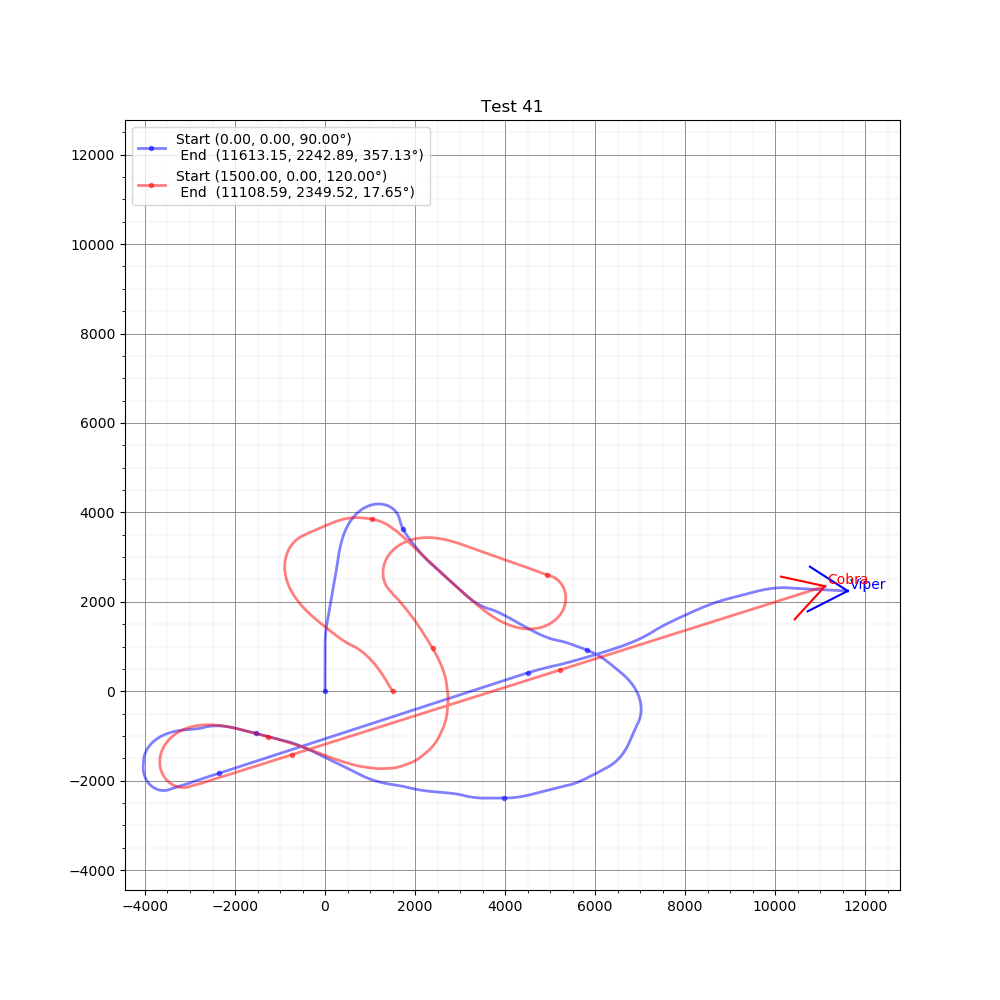 Test 41
Start (0.00, 0.00, 90.00°)
End  (11613.15, 2242.89, 357.13°)
Start (1500.00, 0.00, 120.00°)
End  (11108.59, 2349.52, 17.65°)
12000
10000
8000
6000
4000
2000
0
−2000
−4000
Cobra
Viper
−4000 −2000 0 2000 4000 6000 8000 10000 12000